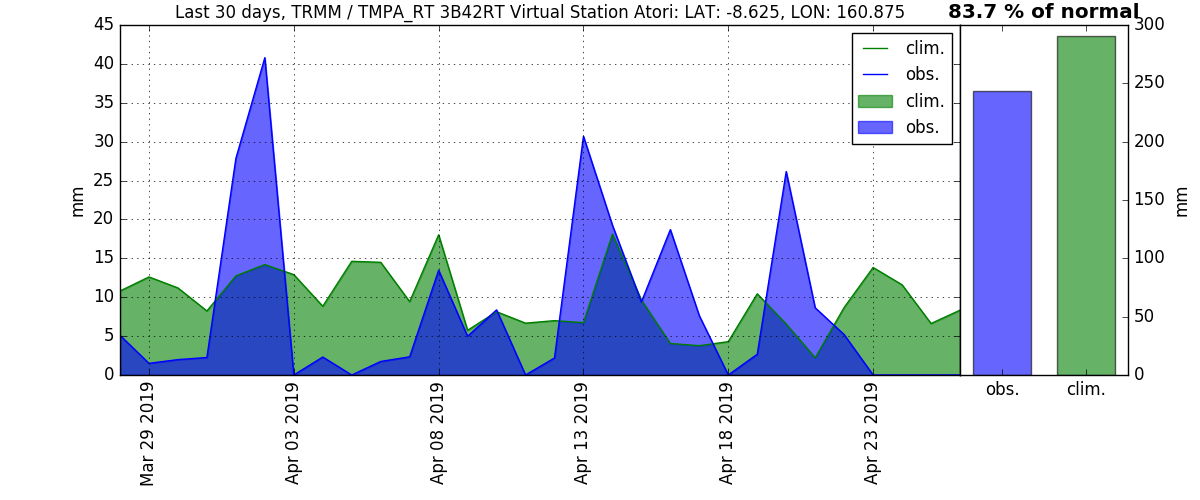 Last 30 days, TRMM / TMPA_RT 3B42RT Virtual Station Atori: LAT: -8.625, LON: 160.875
83.7 % of normal
45
40
35
30
25
20
15
10
5
0
mm
clim.
obs.
clim.
obs.
Mar 29 2019
Apr 03 2019
Apr 08 2019
Apr 13 2019
Apr 18 2019
Apr 23 2019
300
250
200
150
100
50
0
mm
obs.
clim.